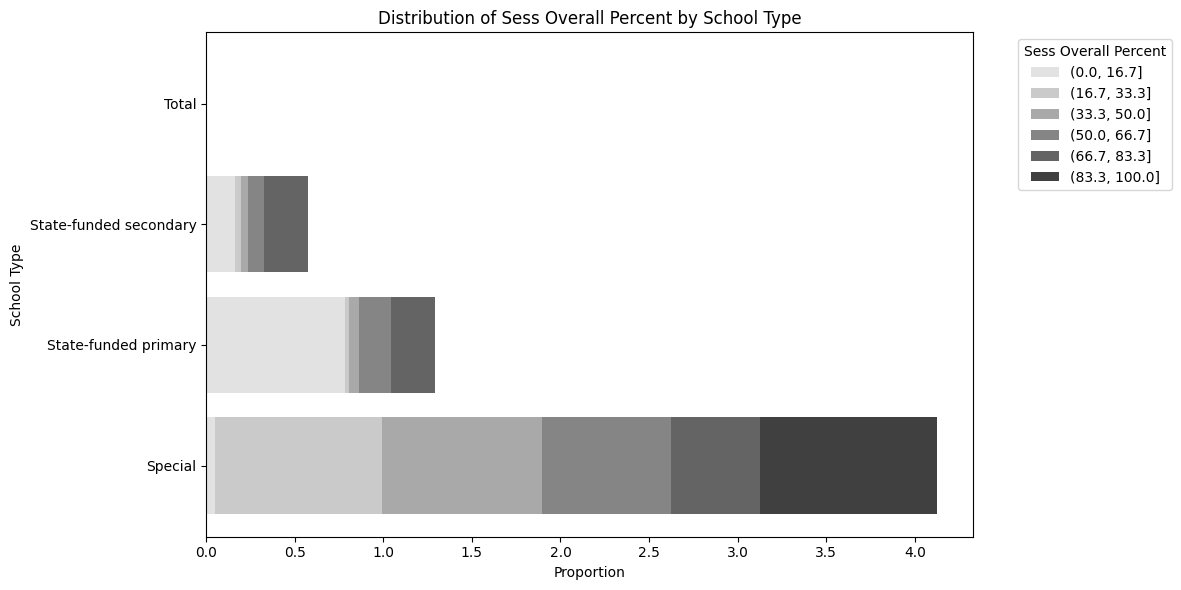 Distribution of Sess Overall Percent by School Type
Sess Overall Percent
(0.0, 16.7]
(16.7, 33.3]
(33.3, 50.0]
(50.0, 66.7]
(66.7, 83.3]
(83.3, 100.0]
School Type
Total
State-funded secondary
State-funded primary
Special
0.0 0.5 1.0 1.5 2.0 2.5 3.0 3.5 4.0
Proportion